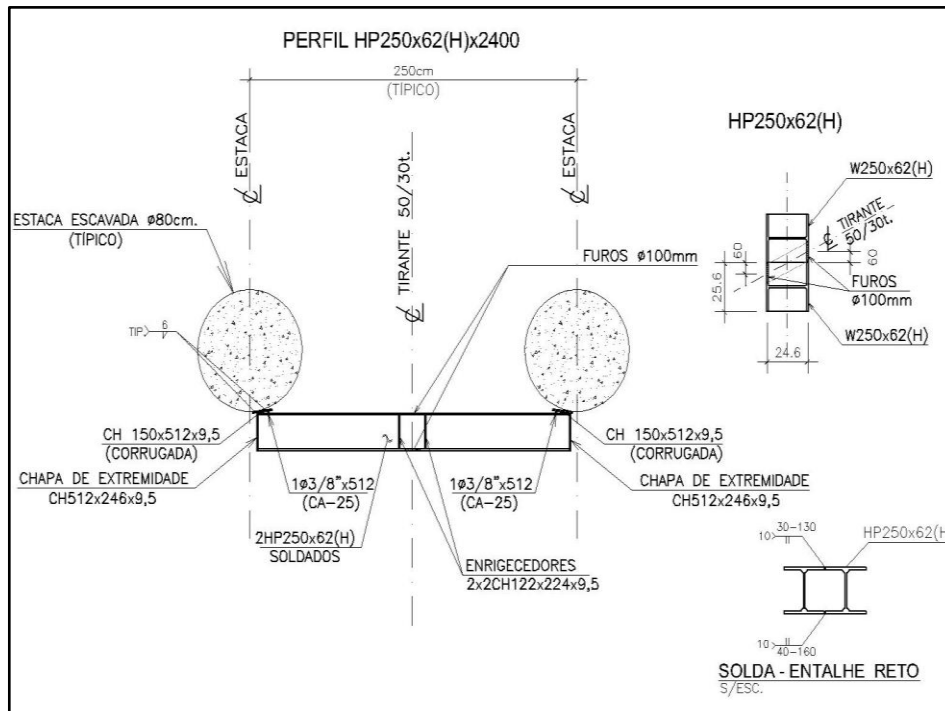 PERFIL HP250x62(H)x2400
250cm
(TÍPICO)
₵ ESTACA
₵ TIRANTE 50/30t.
₵ ESTACA
ESTACA ESCAVADA ø80cm.
(TÍPICO)
FUROS ø100mm
TIP.
6
CH 150x512x9,5
(CORRUGADA)
CHAPA DE EXTREMIDADE
CH512x246x9,5
1ø3/8"x512
(CA-25)
2HP250x62(H)
SOLDADOS
1ø3/8"x512
(CA-25)
ENRIGECEDORES
2x2CH122x224x9,5
CH 150x512x9,5
(CORRUGADA)
CHAPA DE EXTREMIDADE
CH512x246x9,5
HP250x62(H)
W250x62(H)
₵ TIRANTE
50/30t.
60
60
25.6
FUROS
ø100mm
W250x62(H)
24.6
30-130
10
HP250x62(H
10
40-160
SOLDA - ENTALHE RETO
S/ESC.